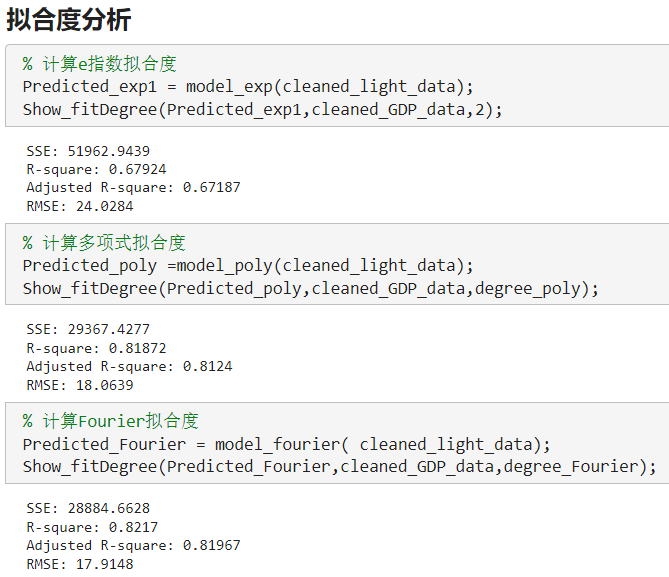 拟合度分析
% 计算e指数拟合度
Predicted_exp1 = model_exp(cleaned_light_data);
Show_fitDegree(Predicted_exp1,cleaned_GDP_data,2);
SSE: 51962.9439
R-square: 0.67924
Adjusted R-square: 0.67187
RMSE: 24.0284
% 计算多项式拟合度
Predicted_poly =model_poly(cleaned_light_data);
Show_fitDegree(Predicted_poly,cleaned_GDP_data,degree_poly);
SSE: 29367.4277
R-square: 0.81872
Adjusted R-square: 0.8124
RMSE: 18.0639
% 计算Fourier拟合度
Predicted_Fourier = model_fourier( cleaned_light_data);
Show_fitDegree(Predicted_Fourier,cleaned_GDP_data,degree_Fourier);
SSE: 28884.6628
R-square: 0.8217
Adjusted R-square: 0.81967
RMSE: 17.9148